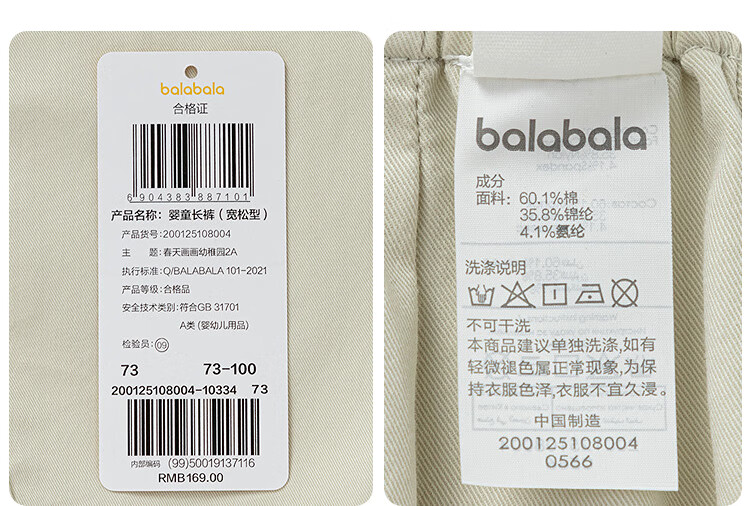 balabala
合格证
6904383887101
产品名称：婴童长裤（宽松型）
产品货号：200125108004
主 题：春天画画幼稚园2A
执行标准：Q/BALABALA 101-2021
产品等级：合格品
安全技术类别：符合GB 31701
A类（婴幼儿用品）
检验员：09
73 73-100
200125108004-10334 73
内部编码 (99)50019137116
RMB169.00
balabala
成分
面料：60.1%棉
35.8%锦纶
4.1%氨纶
洗涤说明
不可干洗
本商品建议单独洗涤,如有
轻微褪色属正常现象,为保
持衣服色泽,衣服不宜久浸。
中国制造
200125108004
0566